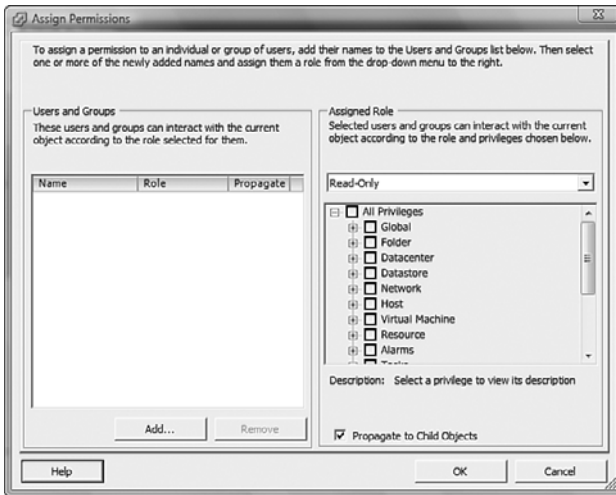 Assign Permissions
To assign a permission to an individual or group of users, add their names to the Users and Groups list below. Then select
one or more of the newly added names and assign them a role from the drop-down menu to the right.
Users and Groups
These users and groups can interact with the current
object according to the role selected for them.
Name Role Propagate
Add...
Remove
Assigned Role
Selected users and groups can interact with the current
object according to the role and privileges chosen below.
Read-Only
All Privileges
Global
Folder
Datacenter
Datastore
Network
Host
Virtual Machine
Resource
Alarms
Description: Select a privilege to view its description
Propagate to Child Objects
Help
OK
Cancel